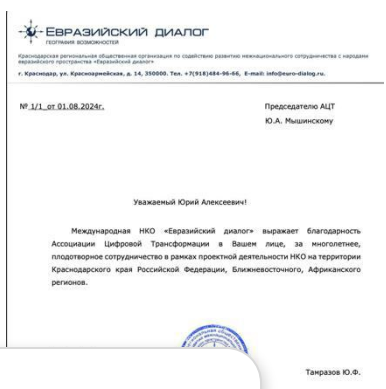 ЕВРАЗИЙСКИЙ ДИАЛОГ
ГЕОГРАФИЯ ВОЗМОЖНОСТЕЙ
Краснодарская региональная общественная организация по содействию развитию межнационального сотрудничества с народами
евразийского пространства «Евразийский диалог»
г. Краснодар, ул. Красноармейская, д. 14, 350000. Тел. +7(918)484-96-66, E-mail: info@euro-dialog.ru.
№ 1/1_от 01.08.2024г.
Председателю АЦТ
Ю.А. Мышинскому
Уважаемый Юрий Алексеевич!
Международная НКО «Евразийский диалог» выражает благодарность
Ассоциации Цифровой Трансформации в Вашем лице, за многолетнее,
плодотворное сотрудничество в рамках проектной деятельности НКО на территории
Краснодарского края Российской Федерации, Ближневосточного, Африканского
регионов.
Тамразов Ю.Ф.